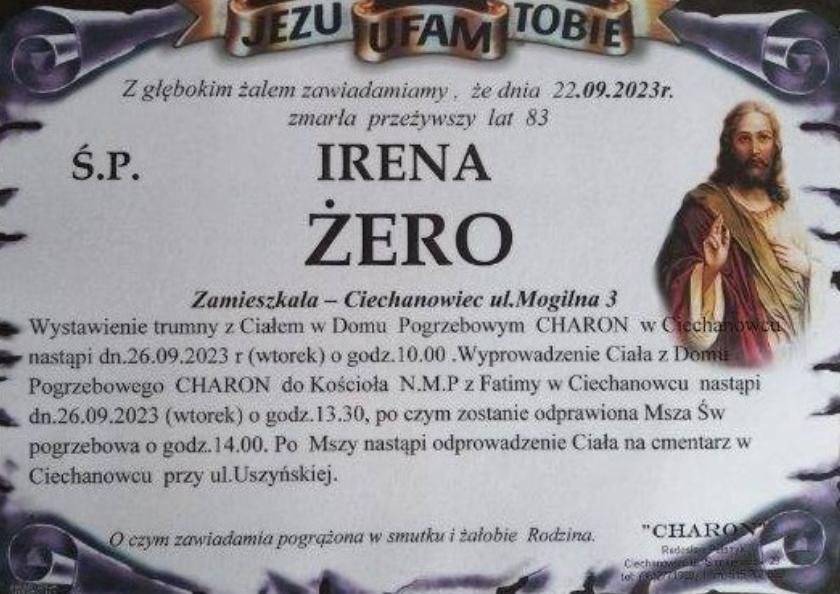 JEZU UFAM TOBIE
Z głębokim żalem zawiadamiamy , że dnia 22.09.2023r.
zmarła przeżywszy lat 83
Ś.P. IRENA
ŻERO
Zamieszkała – Ciechanowiec ul.Mogilna 3
Wystawienie trumny z Ciałem w Domu Pogrzebowym CHARON w Ciechanowcu
nastąpi dn.26.09.2023 r (wtorek) o godz.10.00 .Wyprowadzenie Ciała z Domu
Pogrzebowego CHARON do Kościoła N.M.P z Fatimy w Ciechanowcu nastąpi
dn.26.09.2023 (wtorek) o godz.13.30, po czym zostanie odprawiona Msza Św
pogrzebowa o godz.14.00. Po Mszy nastąpi odprowadzenie Ciała na cmentarz w
Ciechanowcu przy ul.Uszyńskiej.
O czym zawiadamia pogrążona w smutku i żałobie Rodzina.
"CHARON"